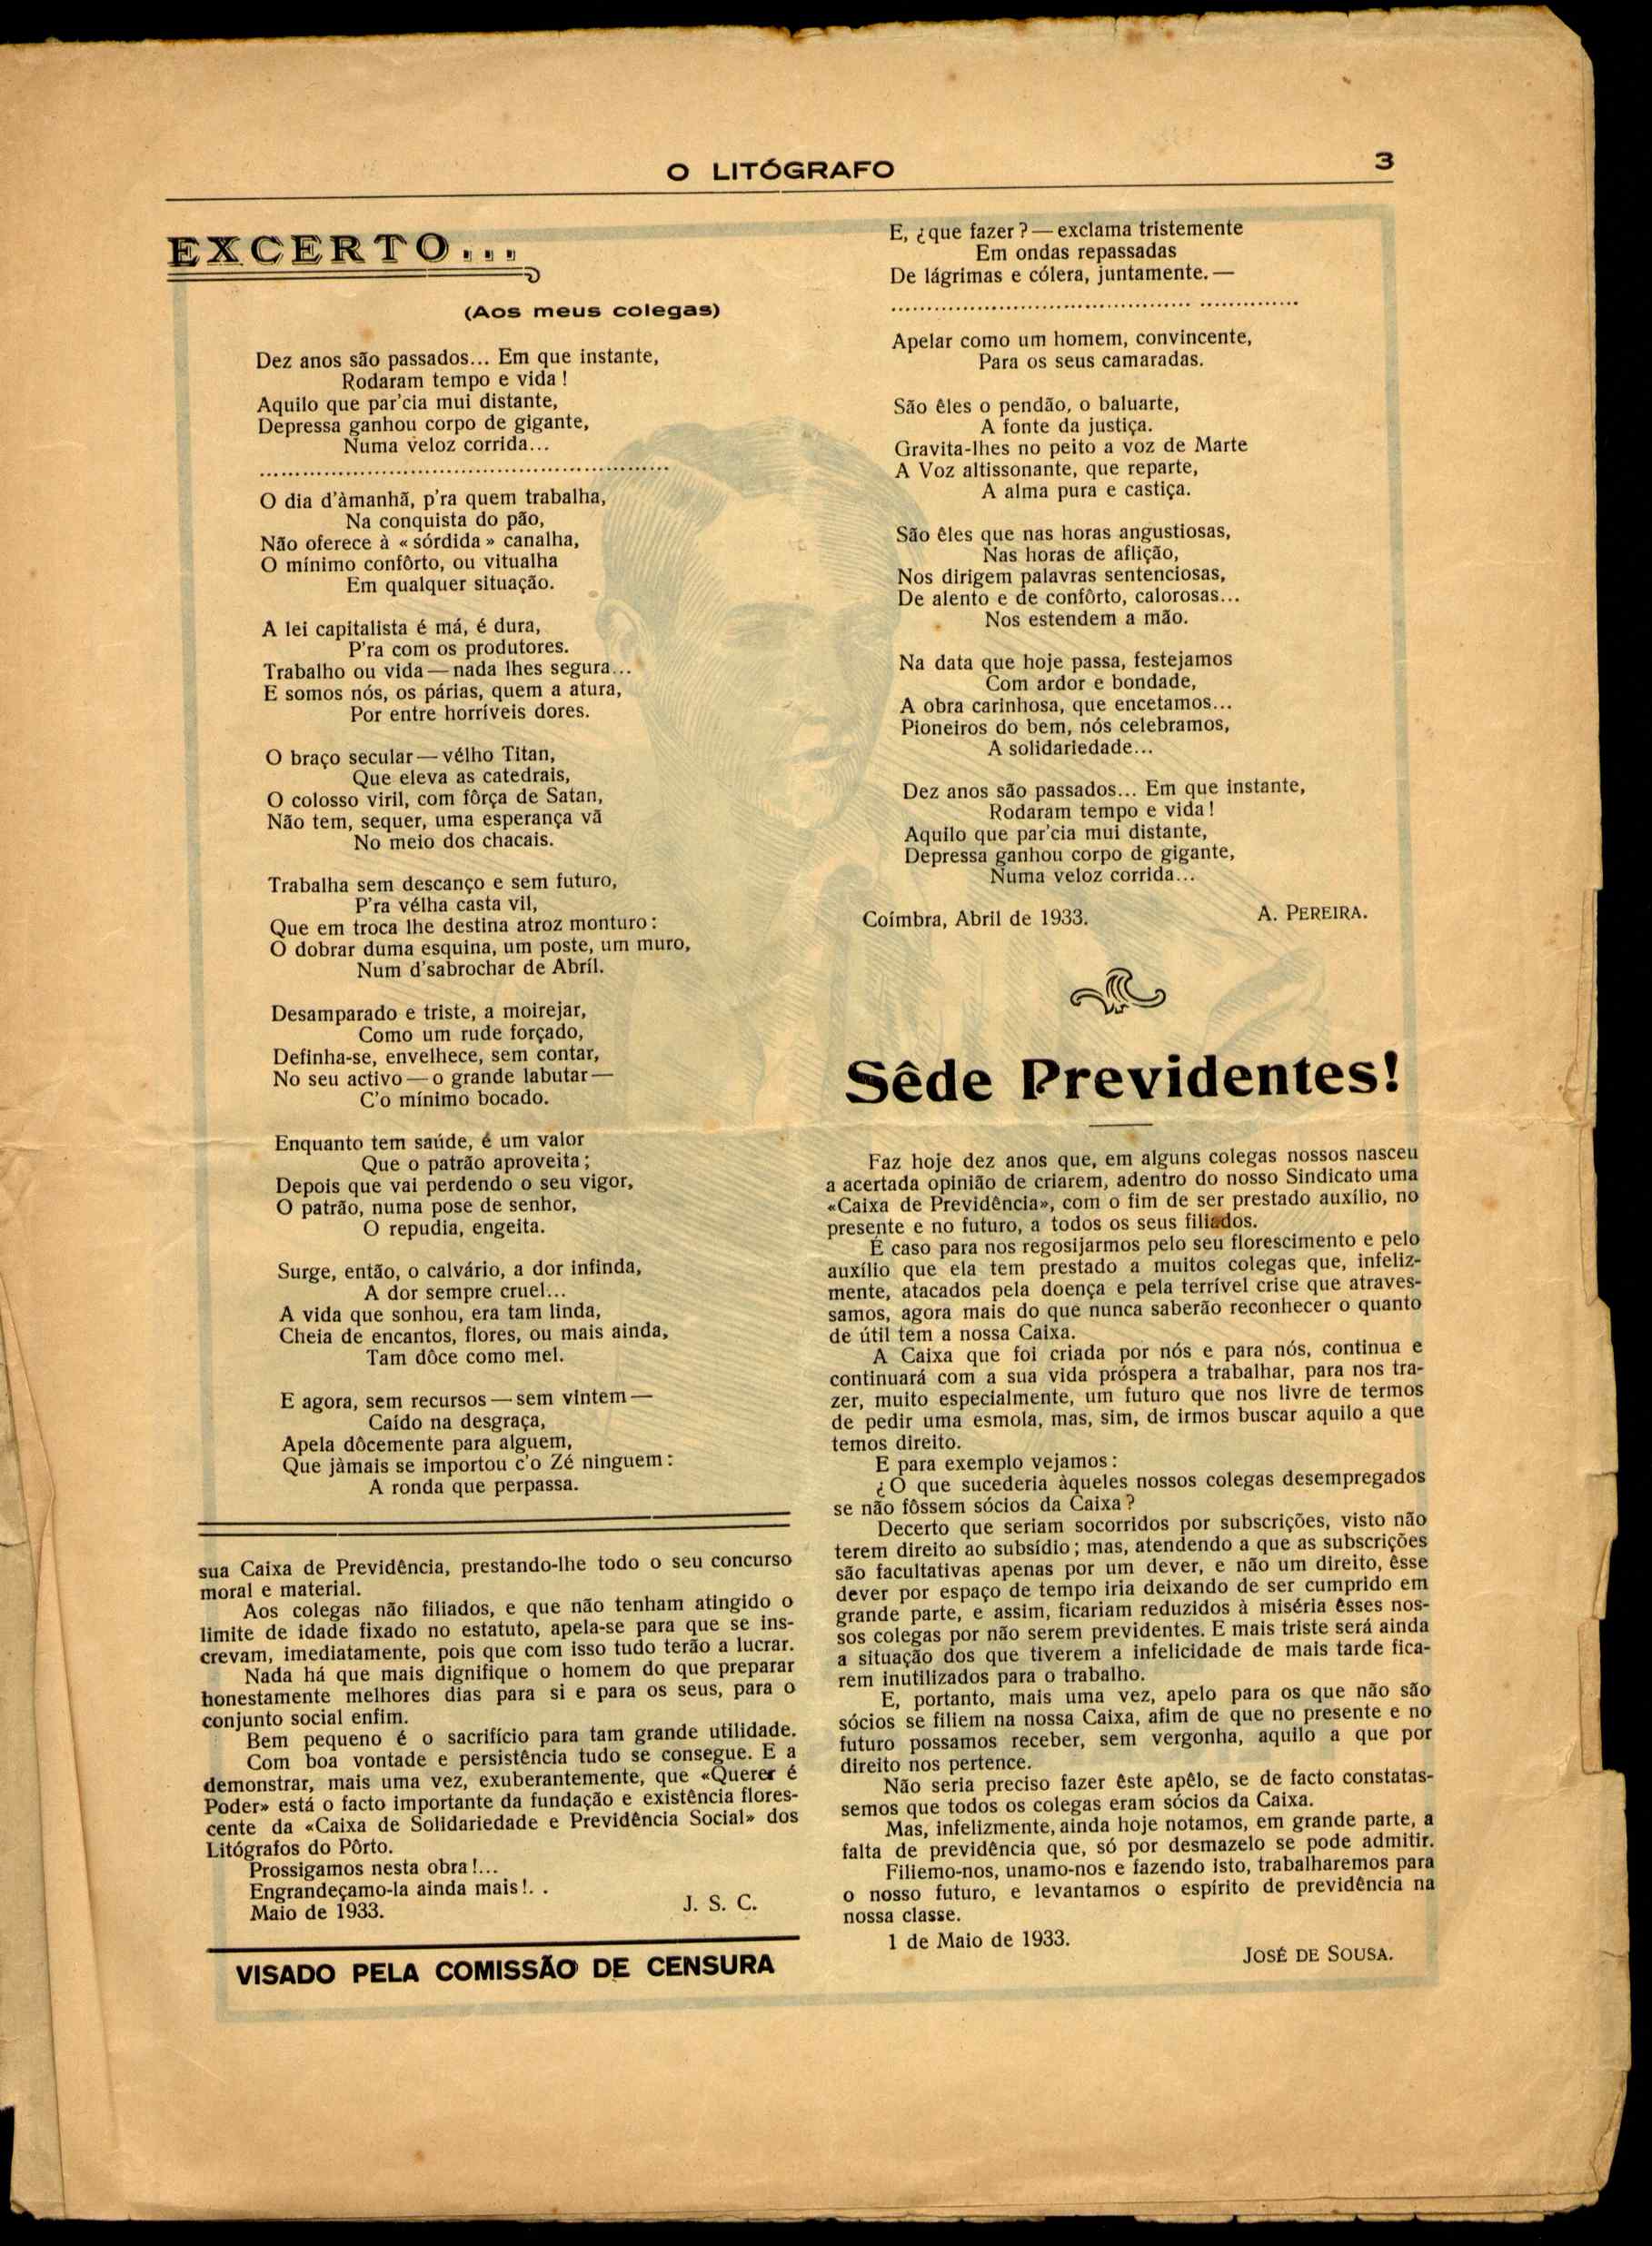 O LITÓGRAFO
3
EXCERTO...
(Aos meus colegas)
Dez anos são passados... Em que instante,
Rodaram tempo e vida !
Aquilo que par'cia mui distante,
Depressa ganhou corpo de gigante,
Numa veloz corrida...
O dia d'àmanhã, p'ra quem trabalha,
Na conquista do pão,
Não oferece à « sórdida » canalha,
O mínimo confôrto, ou vitualha
Em qualquer situação.
A lei capitalista é má, é dura,
P'ra com os produtores.
Trabalho ou vida — nada lhes segura...
E somos nós, os párias, quem a atura,
Por entre horríveis dores.
O braço secular — vélho Titan,
Que eleva as catedrais,
O colosso viril, com fôrça de Satan,
Não tem, sequer, uma esperança vã
No meio dos chacais.
Trabalha sem descanço e sem futuro,
P'ra vélha casta vil,
Que em troca lhe destina atroz monturo :
O dobrar duma esquina, um poste, um muro,
Num d'sabrochar de Abríl.
Desamparado e triste, a moirejar,
Como um rude forçado,
Definha-se, envelhece, sem contar,
No seu activo — o grande labutar —
C'o mínimo bocado.
Enquanto tem saúde, é um valor
Que o patrão aproveita ;
Depois que vai perdendo o seu vigor,
O patrão, numa pose de senhor,
O repudia, engeita.
Surge, então, o calvário, a dor infinda,
A dor sempre cruel...
A vida que sonhou, era tam linda,
Cheia de encantos, flores, ou mais ainda,
Tam dôce como mel.
E agora, sem recursos — sem vintem —
Caído na desgraça,
Apela dôcemente para alguem,
Que jàmais se importou c'o Zé ninguem :
A ronda que perpassa.
E, ¿ que fazer ? — exclama tristemente
Em ondas repassadas
De lágrimas e cólera, juntamente. —
Apelar como um homem, convincente,
Para os seus camaradas.
São êles o pendão, o baluarte,
A fonte da justiça.
Gravita-lhes no peito a voz de Marte
A Voz altissonante, que reparte,
A alma pura e castiça.
São êles que nas horas angustiosas,
Nas horas de aflição,
Nos dirigem palavras sentenciosas,
De alento e de confôrto, calorosas...
Nos estendem a mão.
Na data que hoje passa, festejamos
Com ardor e bondade,
A obra carinhosa, que encetamos...
Pioneiros do bem, nós celebramos,
A solidariedade...
Dez anos são passados... Em que instante,
Rodaram tempo e vida !
Aquilo que par'cia mui distante,
Depressa ganhou corpo de gigante,
Numa veloz corrida...
Coímbra, Abril de 1933.
A. PEREIRA.
sua Caixa de Previdência, prestando-lhe todo o seu concurso
moral e material.
Aos colegas não filiados, e que não tenham atingido o
limite de idade fixado no estatuto, apela-se para que se ins-
crevam, imediatamente, pois que com isso tudo terão a lucrar.
Nada há que mais dignifique o homem do que preparar
honestamente melhores dias para si e para os seus, para o
conjunto social enfim.
Bem pequeno é o sacrifício para tam grande utilidade.
Com boa vontade e persistência tudo se consegue. E a
demonstrar, mais uma vez, exuberantemente, que «Querer é
Poder» está o facto importante da fundação e existência flores-
cente da «Caixa de Solidariedade e Previdência Social» dos
Litógrafos do Pôrto.
Prossigamos nesta obra !...
Engrandeçamo-la ainda mais !. .
Maio de 1933.
J. S. C.
VISADO PELA COMISSÃO DE CENSURA
Sêde Previdentes!
Faz hoje dez anos que, em alguns colegas nossos nasceu
a acertada opinião de criarem, adentro do nosso Sindicato uma
«Caixa de Previdência», com o fim de ser prestado auxílio, no
presente e no futuro, a todos os seus filiados.
É caso para nos regosijarmos pelo seu florescimento e pelo
auxílio que ela tem prestado a muitos colegas que, infeliz-
mente, atacados pela doença e pela terrível crise que atraves-
samos, agora mais do que nunca saberão reconhecer o quanto
de útil tem a nossa Caixa.
A Caixa que foi criada por nós e para nós, continua e
continuará com a sua vida próspera a trabalhar, para nos tra-
zer, muito especialmente, um futuro que nos livre de termos
de pedir uma esmola, mas, sim, de irmos buscar aquilo a que
temos direito.
E para exemplo vejamos :
¿ O que sucederia àqueles nossos colegas desempregados
se não fôssem sócios da Caixa ?
Decerto que seriam socorridos por subscrições, visto não
terem direito ao subsídio ; mas, atendendo a que as subscrições
são facultativas apenas por um dever, e não um direito, êsse
dever por espaço de tempo iria deixando de ser cumprido em
grande parte, e assim, ficariam reduzidos à miséria êsses nos-
sos colegas por não serem previdentes. E mais triste será ainda
a situação dos que tiverem a infelicidade de mais tarde fica-
rem inutilizados para o trabalho.
E, portanto, mais uma vez, apelo para os que não são
sócios se filiem na nossa Caixa, afim de que no presente e no
futuro possamos receber, sem vergonha, aquilo a que por
direito nos pertence.
Não seria preciso fazer êste apêlo, se de facto constatas-
semos que todos os colegas eram sócios da Caixa.
Mas, infelizmente, ainda hoje notamos, em grande parte, a
falta de previdência que, só por desmazelo se pode admitir.
Filiemo-nos, unamo-nos e fazendo isto, trabalharemos para
o nosso futuro, e levantamos o espírito de previdência na
nossa classe.
1 de Maio de 1933.
JOSÉ DE SOUSA.